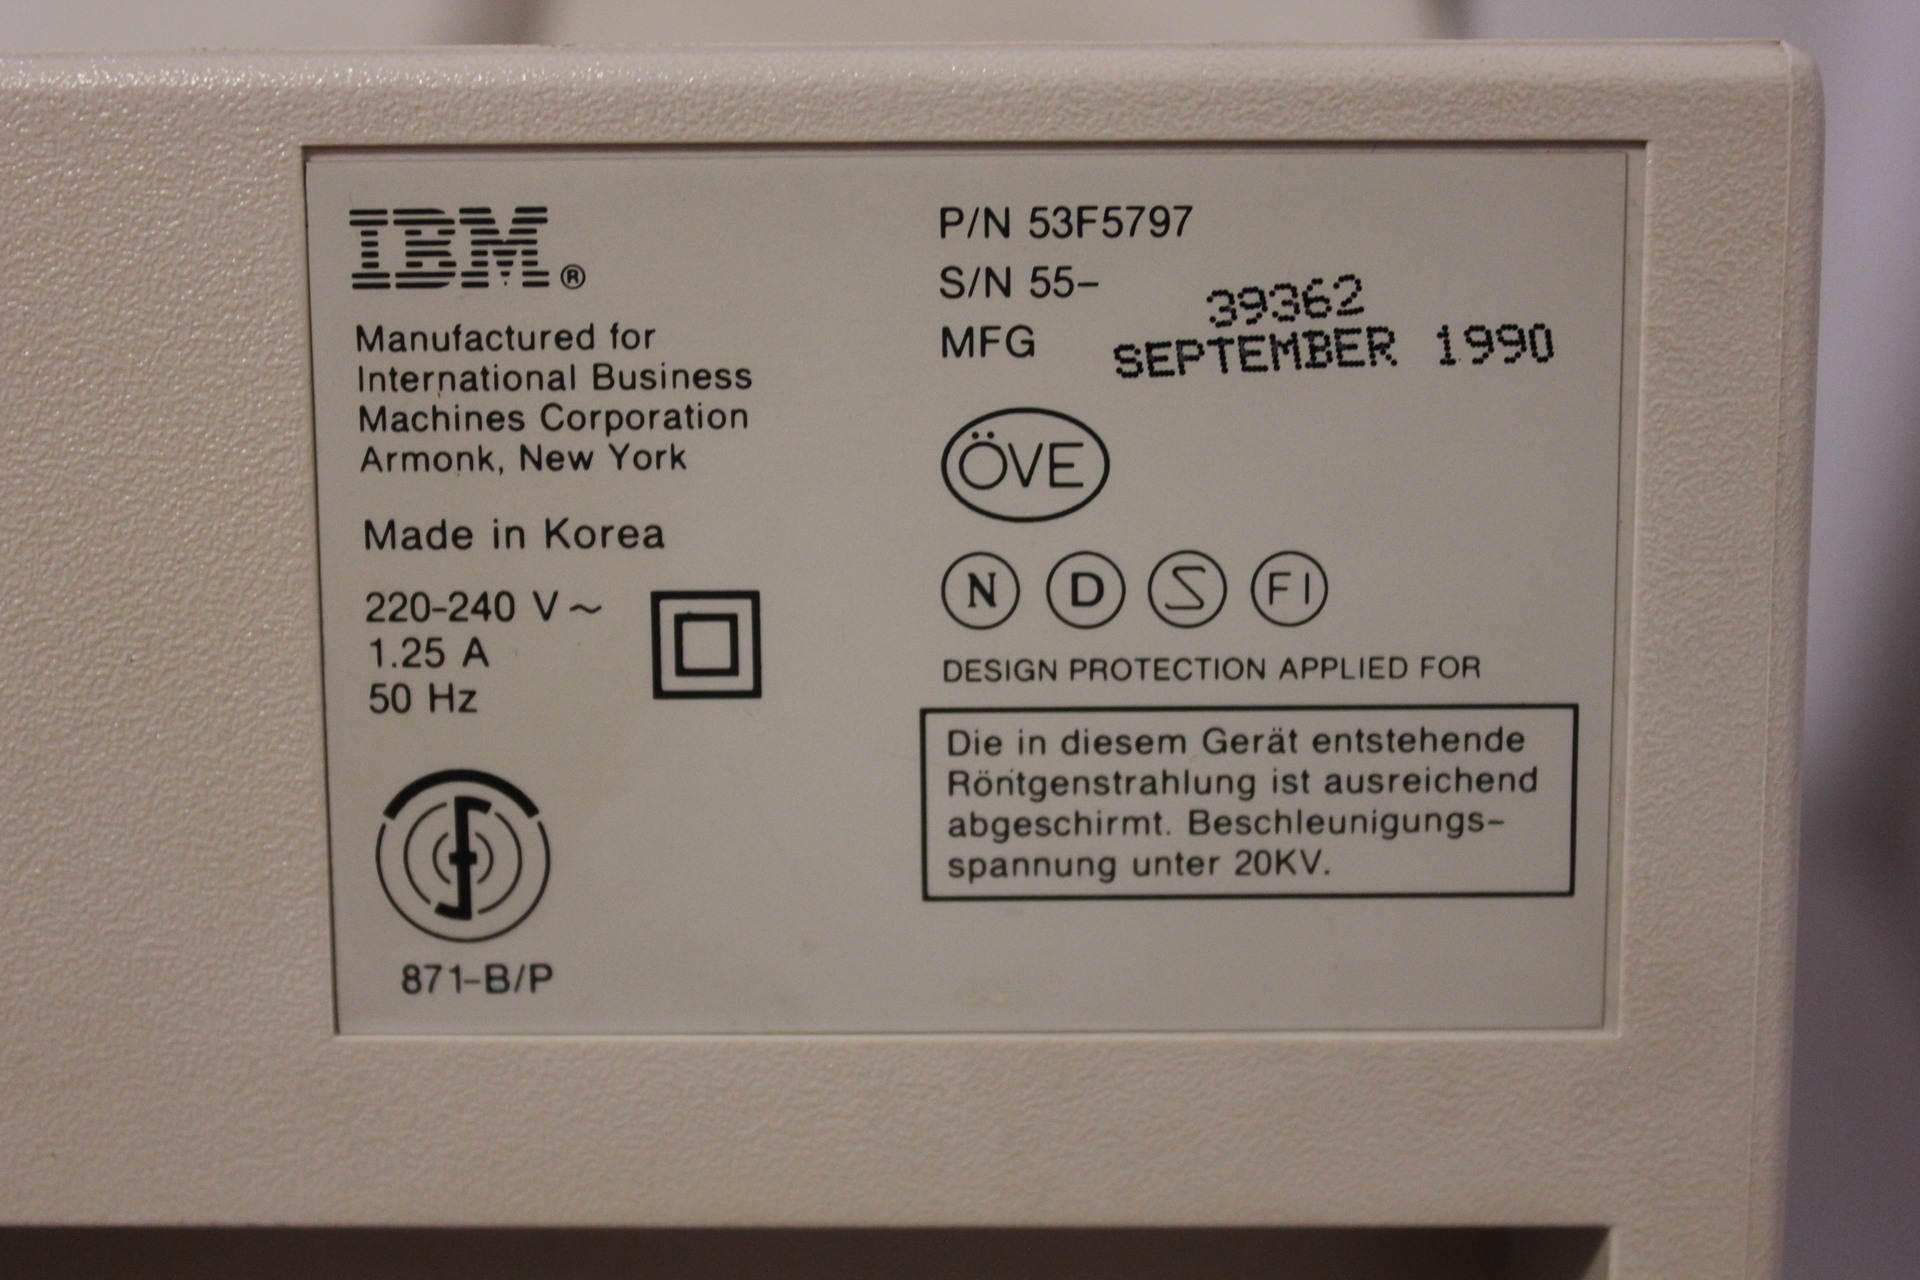 IBM®
Manufactured for
International Business
Machines Corporation
Armonk, New York
Made in Korea
220-240 V~
1.25 A
50 Hz
871-B/P
P/N 53F5797
S/N 55- 39362
MFG SEPTEMBER 1990
ÖVE
N D S FI
DESIGN PROTECTION APPLIED FOR
Die in diesem Gerät entstehende
Röntgenstrahlung ist ausreichend
abgeschirmt. Beschleunigungs-
spannung unter 20KV.